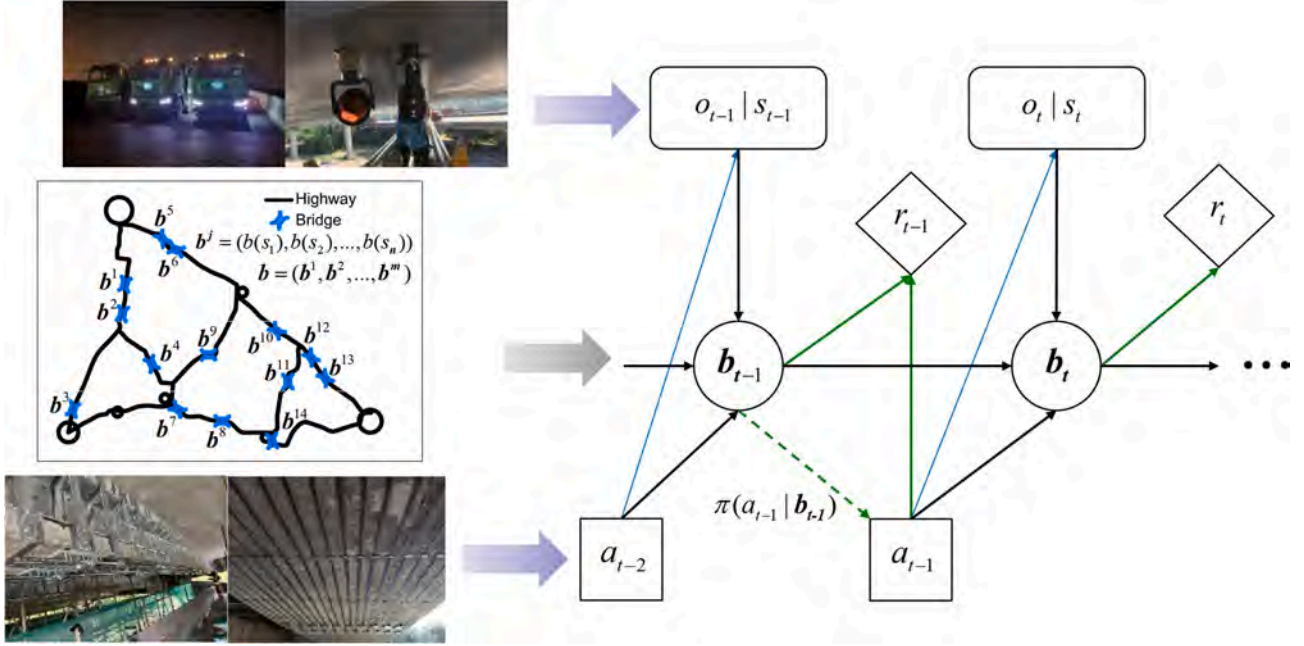 o_{t-1} | s_{t-1}
o_t | s_t
r_{t-1}
r_t
Highway
Bridge
b^j = (b(s_1), b(s_2), ..., b(s_n))
b = (b^1, b^2, ..., b^m)
b^5
b^6
b^1
b^2
b^9
b^10
b^12
b^4
b^11
b^13
b^3
b^7
b^8
b^14
b_{t-1}
b_t
...
π(a_{t-1} | b_{t-1})
a_{t-2}
a_{t-1}